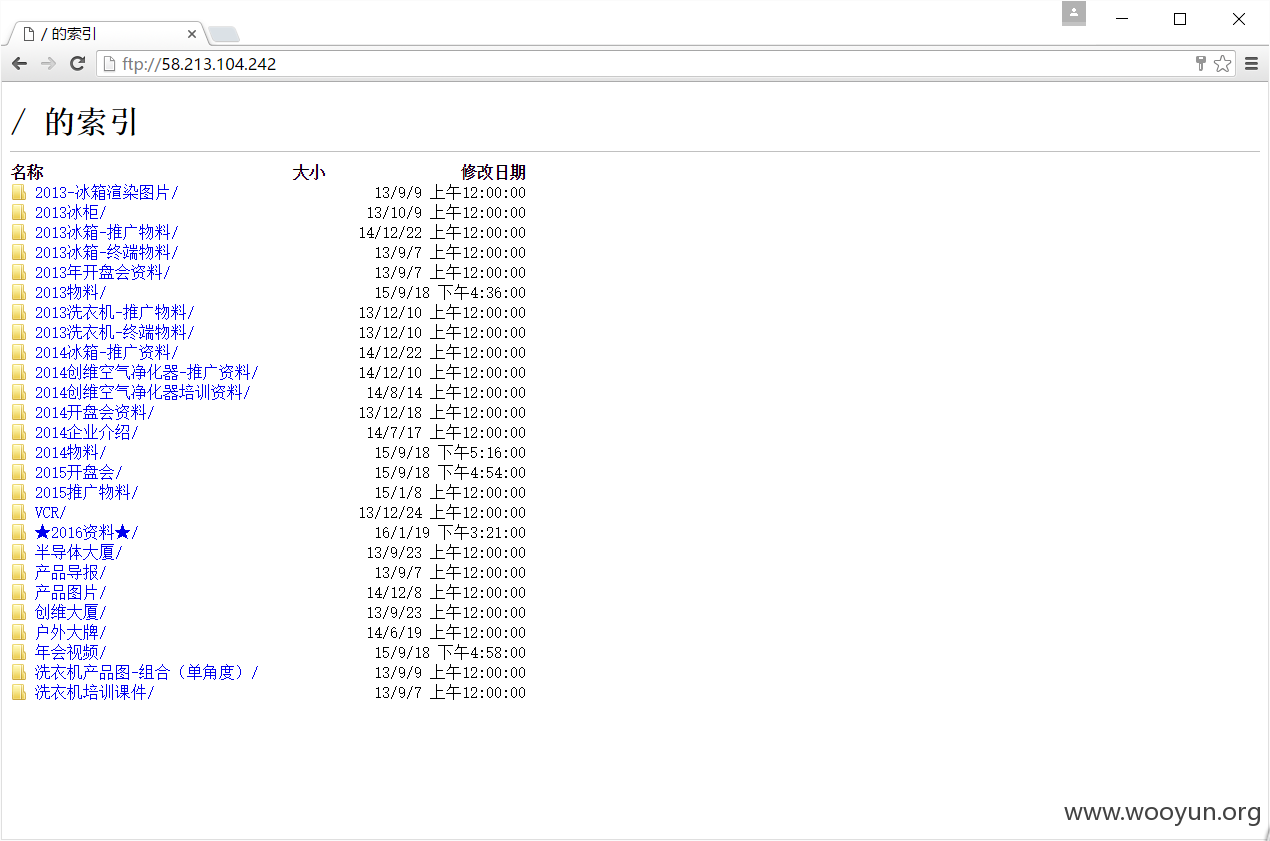 / 的索引
ftp://58.213.104.242
/ 的索引
名称 大小 修改日期
2013-冰箱渲染图片/ 13/9/9 上午12:00:00
2013冰柜/ 13/10/9 上午12:00:00
2013冰箱-推广物料/ 14/12/22 上午12:00:00
2013冰箱-终端物料/ 13/9/7 上午12:00:00
2013年开盘会资料/ 13/9/7 上午12:00:00
2013物料/ 15/9/18 下午4:36:00
2013洗衣机-推广物料/ 13/12/10 上午12:00:00
2013洗衣机-终端物料/ 13/12/10 上午12:00:00
2014冰箱-推广资料/ 14/12/22 上午12:00:00
2014创维空气净化器-推广资料/ 14/12/10 上午12:00:00
2014创维空气净化器培训资料/ 14/8/14 上午12:00:00
2014开盘会资料/ 13/12/18 上午12:00:00
2014企业介绍/ 14/7/17 上午12:00:00
2014物料/ 15/9/18 下午5:16:00
2015开盘会/ 15/9/18 下午4:54:00
2015推广物料/ 15/1/8 上午12:00:00
VCR/ 13/12/24 上午12:00:00
★2016资料★/ 16/1/19 下午3:21:00
半导体大厦/ 13/9/23 上午12:00:00
产品导报/ 13/9/7 上午12:00:00
产品图片/ 14/12/8 上午12:00:00
创维大厦/ 13/9/23 上午12:00:00
户外大牌/ 14/6/19 上午12:00:00
年会视频/ 15/9/18 下午4:58:00
洗衣机产品图-组合（单角度）/ 13/9/9 上午12:00:00
洗衣机培训课件/ 13/9/7 上午12:00:00
www.wooyun.org